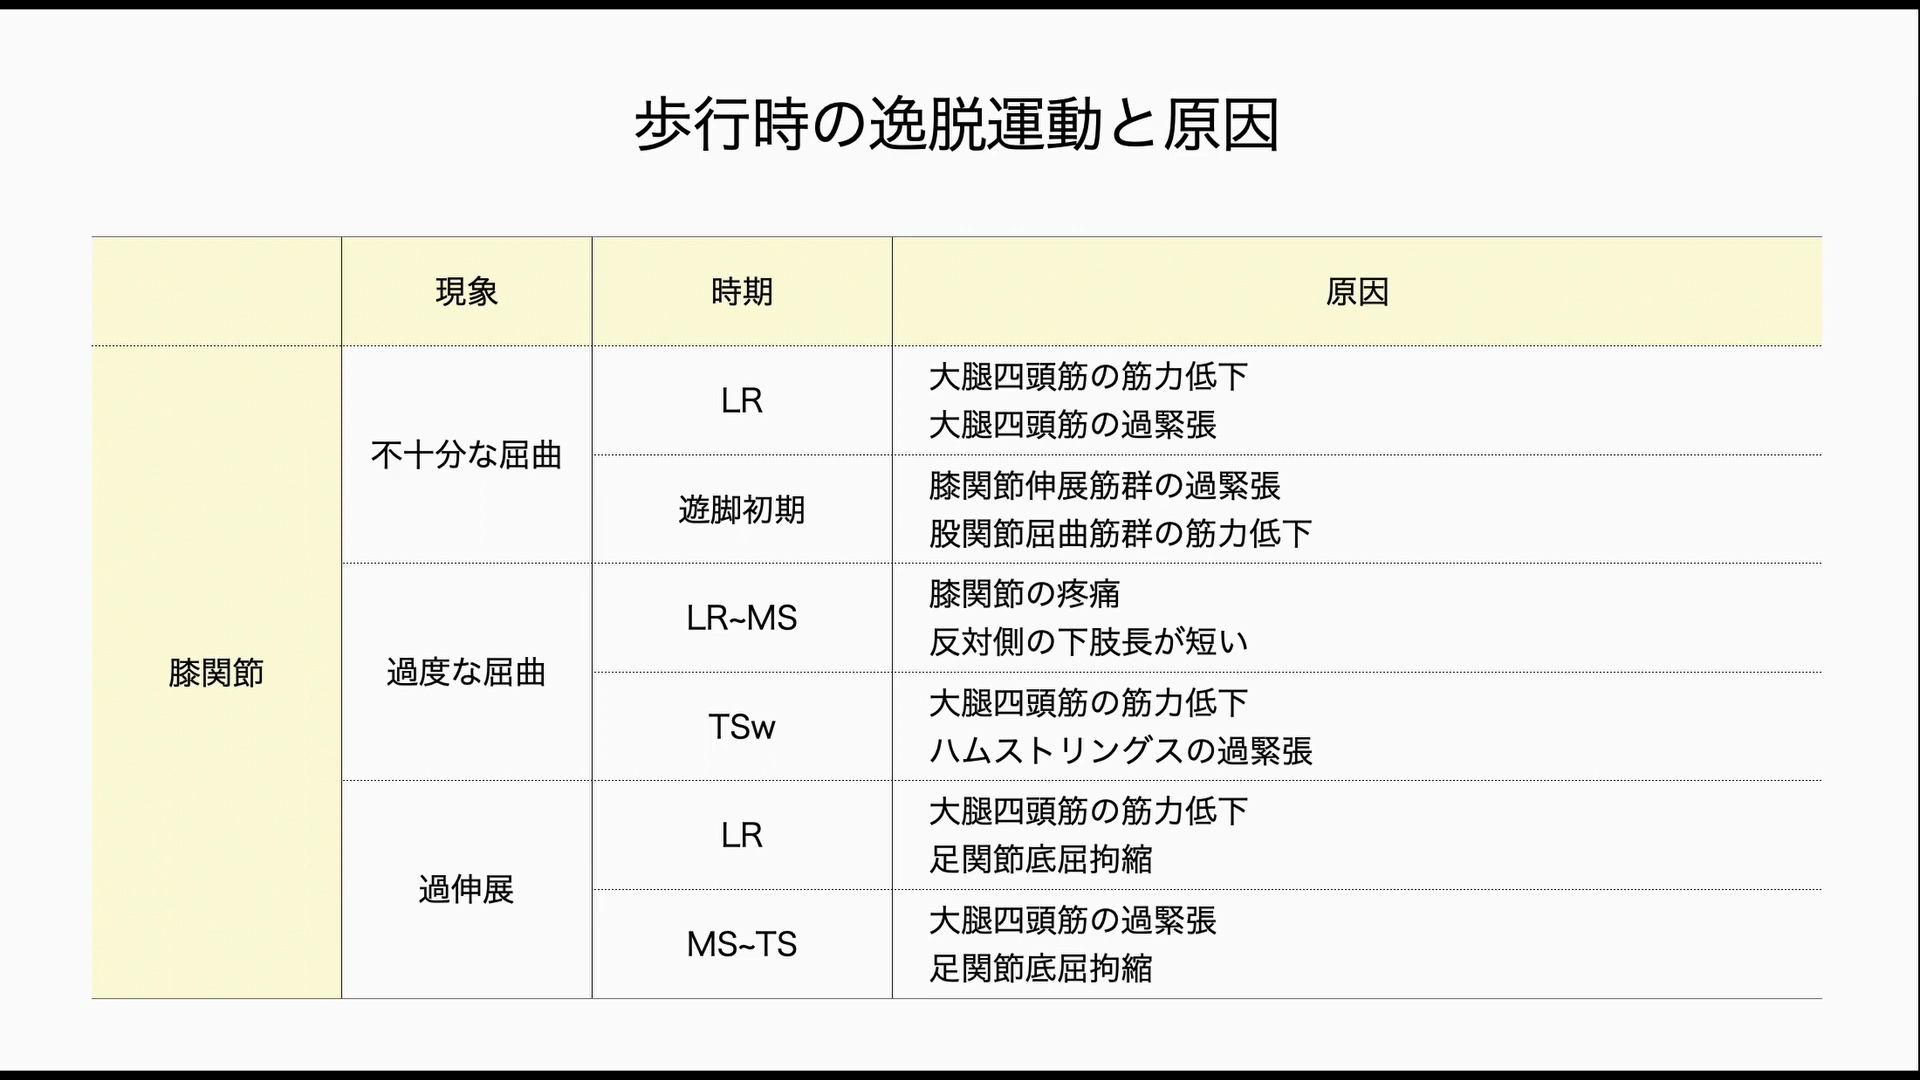 歩行時の逸脱運動と原因
現象
時期
原因
膝関節
不十分な屈曲
LR
大腿四頭筋の筋力低下
大腿四頭筋の過緊張
遊脚初期
膝関節伸展筋群の過緊張
股関節屈曲筋群の筋力低下
過度な屈曲
LR~MS
膝関節の疼痛
反対側の下肢長が短い
TSw
大腿四頭筋の筋力低下
ハムストリングスの過緊張
過伸展
LR
大腿四頭筋の筋力低下
足関節底屈拘縮
MS~TS
大腿四頭筋の過緊張
足関節底屈拘縮